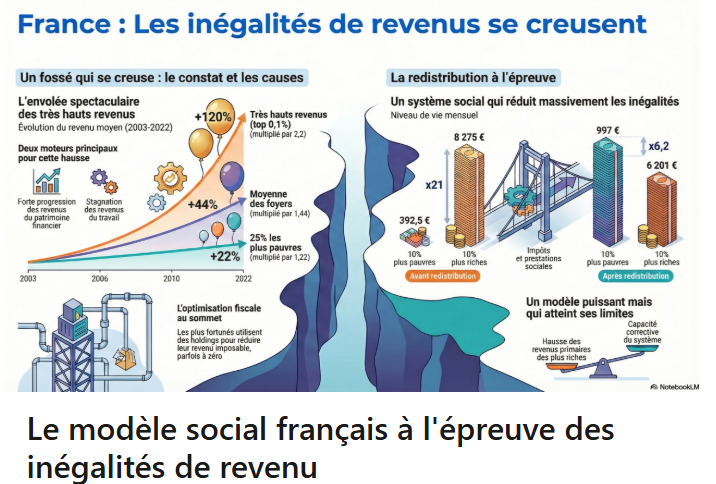 France : Les inégalités de revenus se creusent
Un fossé qui se creuse : le constat et les causes
L'envolée spectaculaire
des très hauts revenus
Évolution du revenu moyen (2003-2022)
Deux moteurs principaux
pour cette hausse
Forte progression
des revenus
du patrimoine
financier
Stagnation
des revenus
du travail
+120%
Très hauts revenus
(top 0,1%)
(multiplié par 2,2)
+44%
Moyenne
des foyers
(multiplié par 1,44)
+22%
25% les
plus pauvres
(multiplié par 1,22)
2003
2006
2010
2022
L'optimisation fiscale
au sommet
Les plus fortunés utilisent
des holdings pour réduire
leur revenu imposable,
parfois à zéro
La redistribution à l'épreuve
Un système social qui réduit massivement les inégalités
Niveau de vie mensuel
8 275 €
x21
392,5 €
10%
plus pauvres
10%
plus riches
Avant redistribution
Impôts
et prestations
sociales
997 €
x6,2
6 201 €
10%
plus pauvres
10%
plus riches
Après redistribution
Un modèle puissant mais
qui atteint ses limites
Capacité
corrective
du système
Hausse des
revenus primaires
des plus riches
NotebookLM
Le modèle social français à l'épreuve des
inégalités de revenu